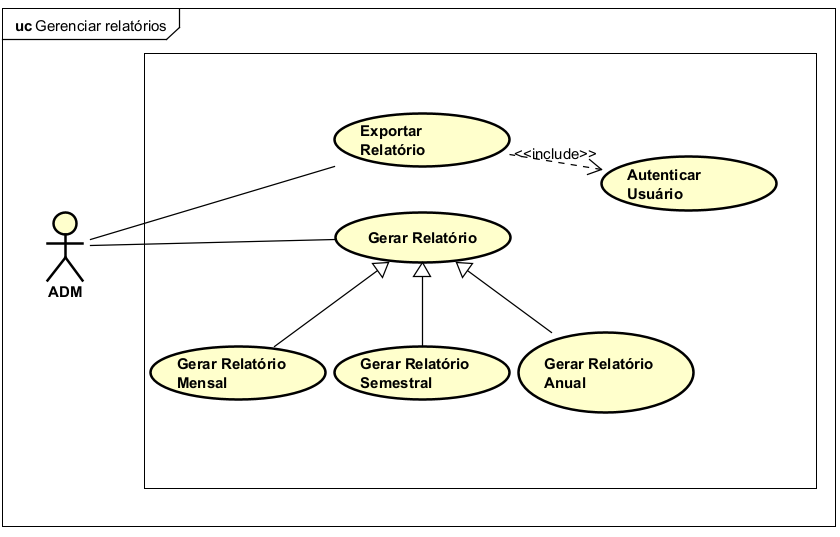 uc Gerenciar relatórios
Exportar
Relatório
<<include>>
Autenticar
Usuário
Gerar Relatório
ADM
Gerar Relatório
Mensal
Gerar Relatório
Semestral
Gerar Relatório
Anual